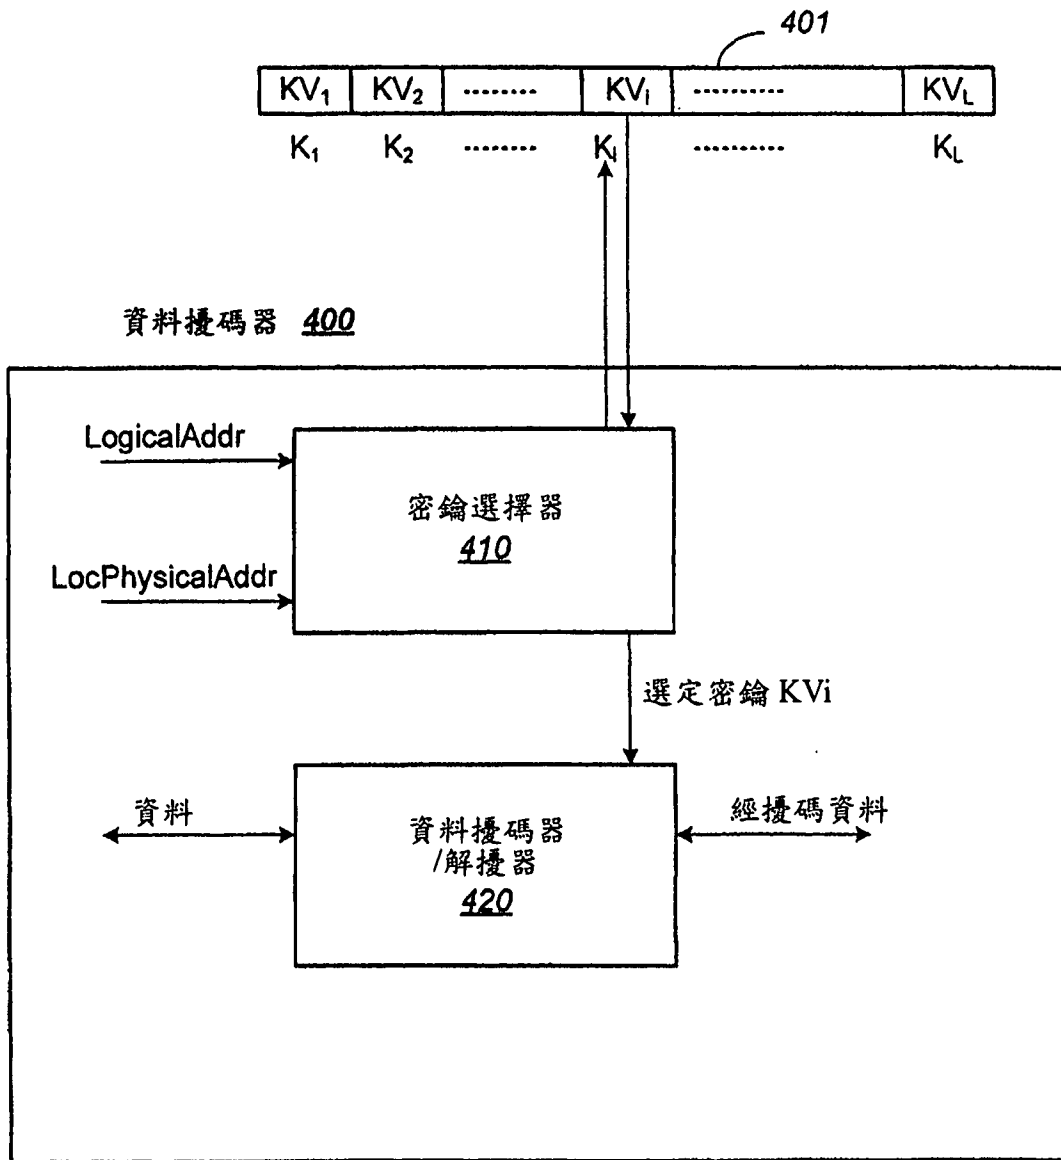 401
KV₁ KV₂ ........ KVᵢ .......... KV_L
K₁ K₂ ........ Kᵢ .......... K_L
資料擾碼器 400
LogicalAddr
密鑰選擇器
410
LocPhysicalAddr
選定密鑰 KVi
資料
資料擾碼器
/解擾器
420
經擾碼資料